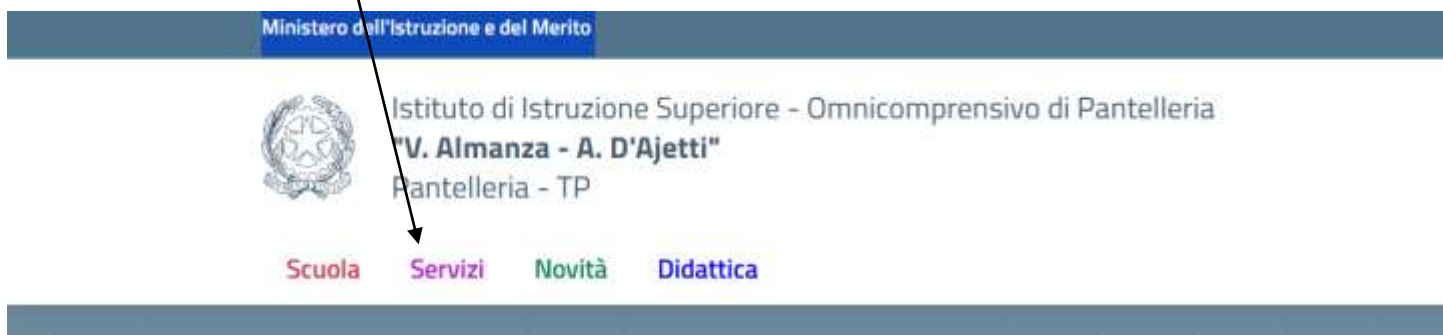 Ministero dell'Istruzione e del Merito
Istituto di Istruzione Superiore - Omnicomprensivo di Pantelleria
"V. Almanza - A. D'Ajetti"
Pantelleria - TP
Scuola Servizi Novità Didattica